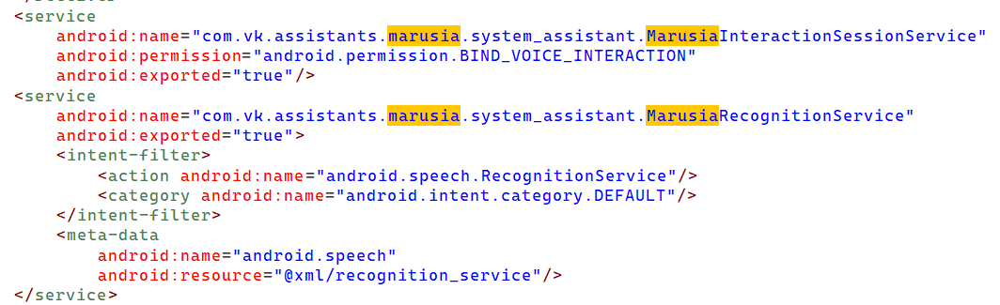 <service
android:name="com.vk.assistants.marusia.system_assistant.MarusiaInteractionSessionService"
android:permission="android.permission.BIND_VOICE_INTERACTION"
android:exported="true"/>
<service
android:name="com.vk.assistants.marusia.system_assistant.MarusiaRecognitionService"
android:exported="true">
<intent-filter>
<action android:name="android.speech.RecognitionService"/>
<category android:name="android.intent.category.DEFAULT"/>
</intent-filter>
<meta-data
android:name="android.speech"
android:resource="@xml/recognition_service"/>
</service>